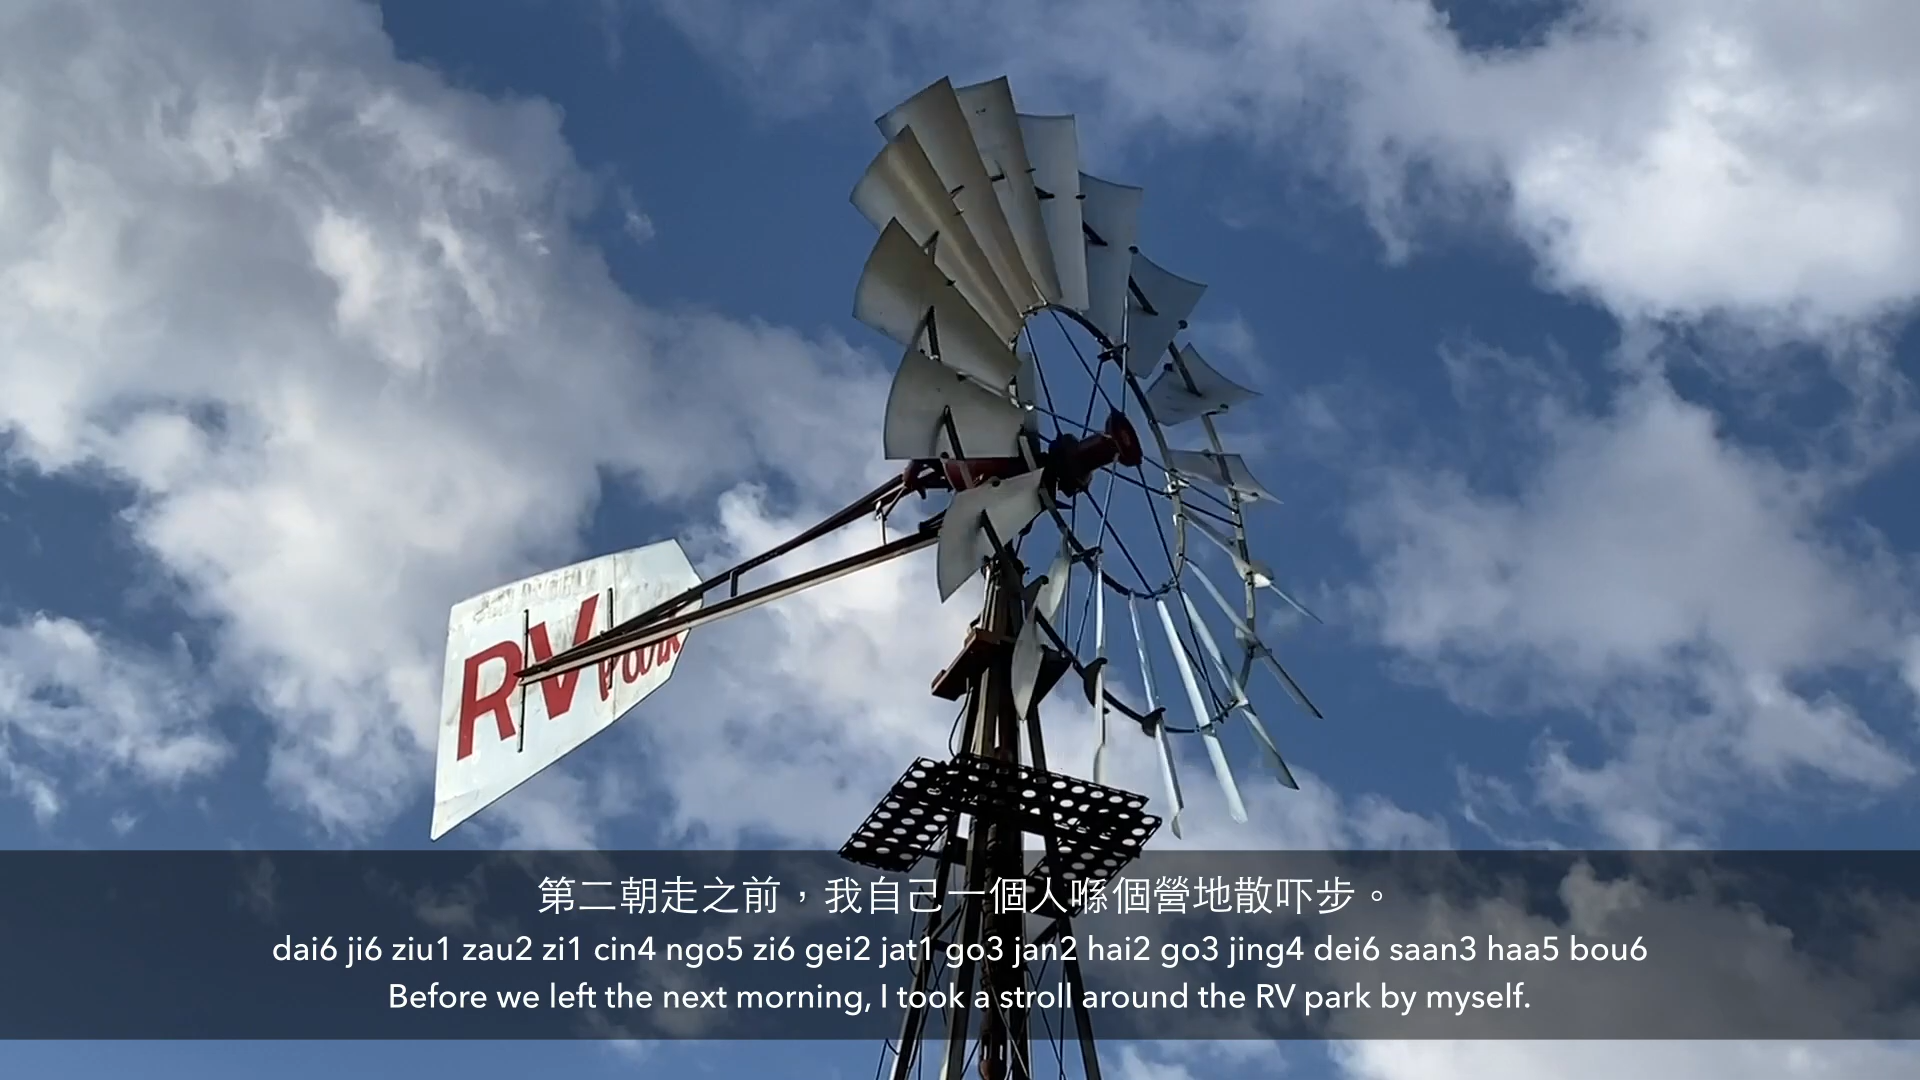 RV
Park
第二朝走之前，我自己一個人喺個營地散吓步。
dai6 ji6 ziu1 zau2 zi1 cin4 ngo5 zi6 gei2 jat1 go3 jan2 hai2 go3 jing4 dei6 saan3 haa5 bou6
Before we left the next morning, I took a stroll around the RV park by myself.